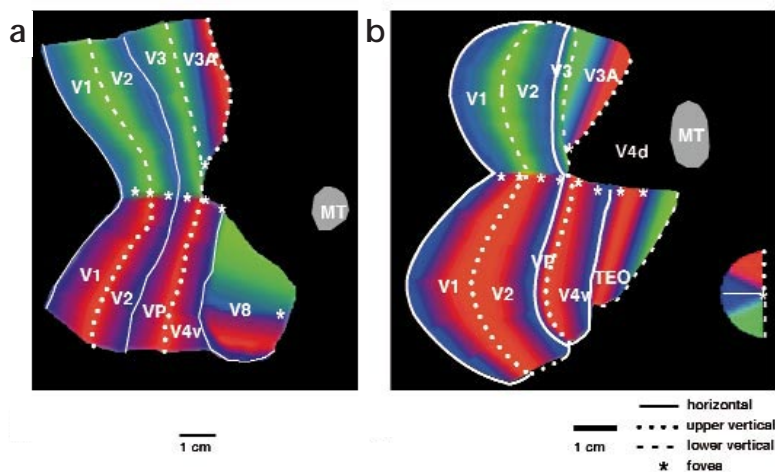 a
V1
V2
V3
V3A
V1
V2
VP
V4v
V8
MT
1 cm
b
V1
V2
V3
V3A
V4d
MT
V1
V2
VP
V4v
TEO
1 cm
horizontal
upper vertical
lower vertical
* fovea